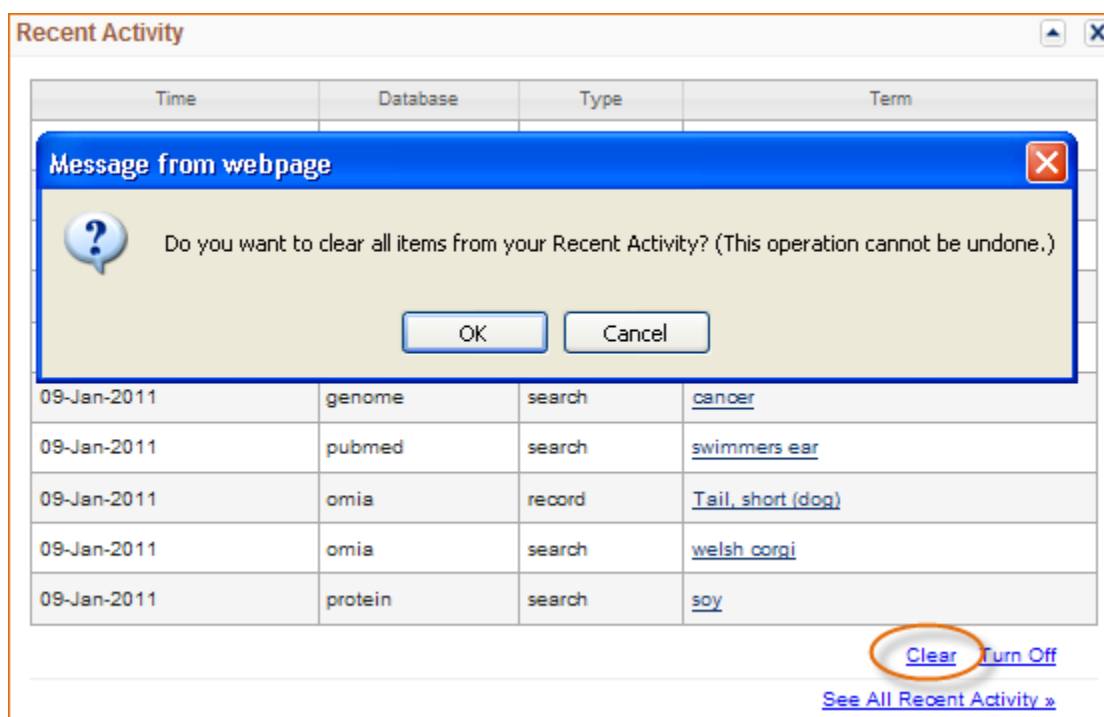 Recent Activity
Time Database Type Term
Message from webpage
Do you want to clear all items from your Recent Activity? (This operation cannot be undone.)
OK Cancel
09-Jan-2011 genome search cancer
09-Jan-2011 pubmed search swimmers ear
09-Jan-2011 omia record Tail, short (dog)
09-Jan-2011 omia search welsh corgi
09-Jan-2011 protein search soy
Clear Turn Off
See All Recent Activity »